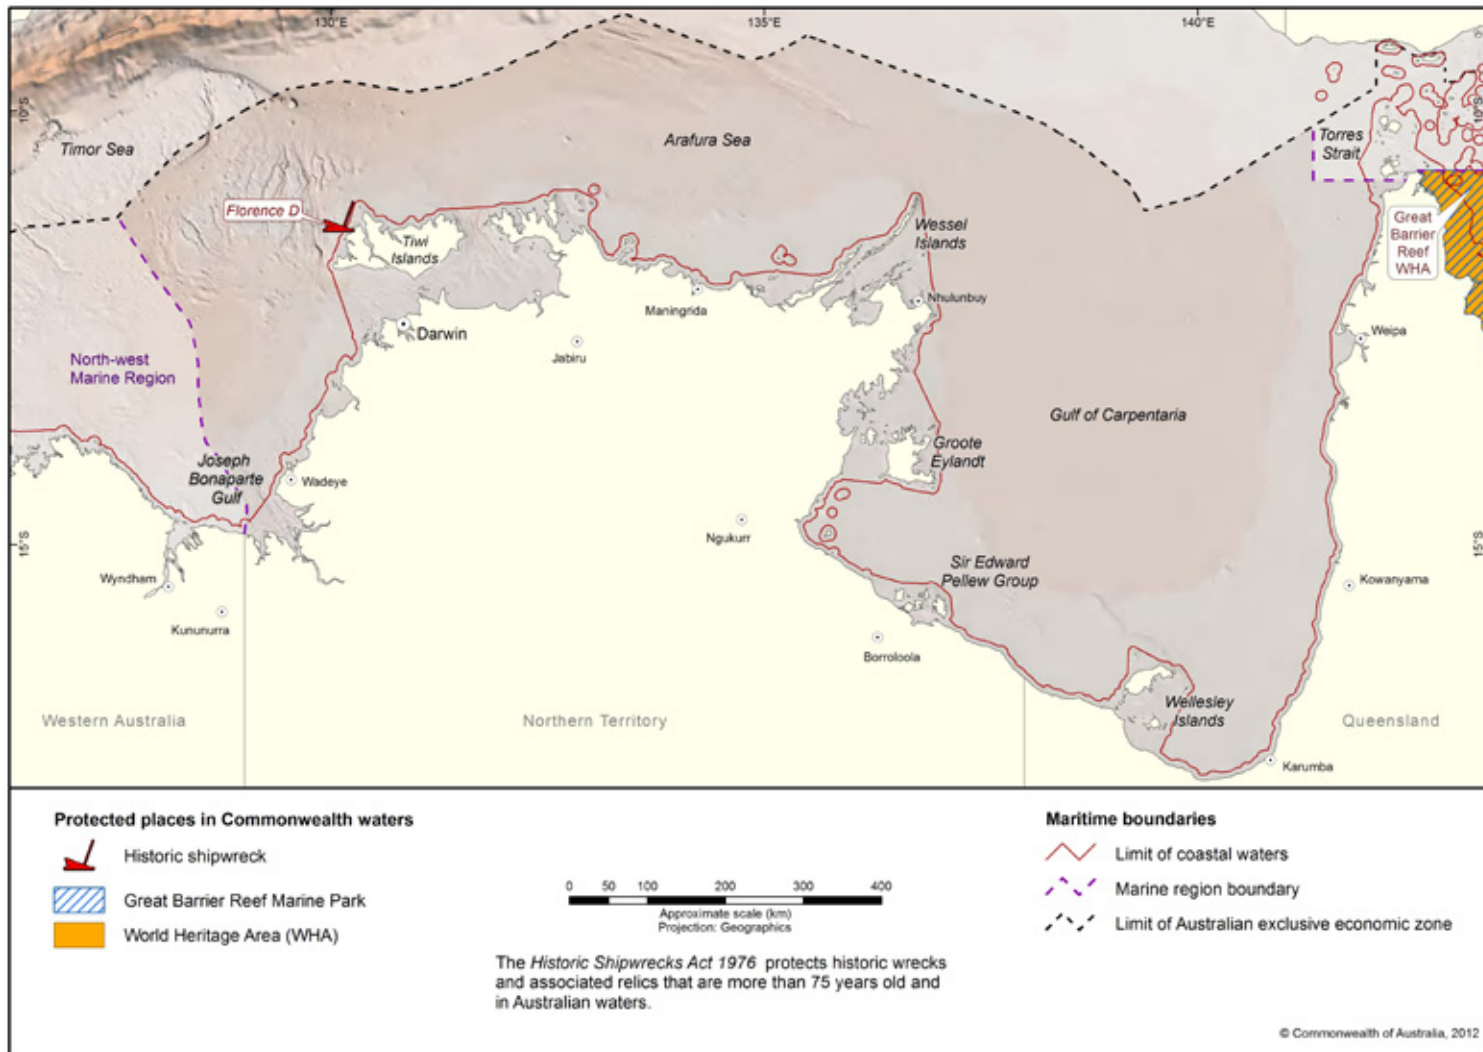 130°E
135°E
140°E
10°S
10°S
Timor Sea
Arafura Sea
Torres
Strait
Florence D
Tiwi
Islands
Wessel
Islands
Great
Barrier
Reef
WHA
Maningrida
Nhulunbuy
Darwin
Jabiru
Weipa
North-west
Marine Region
Gulf of Carpentaria
Groote
Eylandt
Joseph
Bonaparte
Gulf
Wadeye
Ngukurr
15°S
15°S
Sir Edward
Pellew Group
Wyndham
Kowanyama
Kununurra
Borroloola
Wellesley
Islands
Western Australia
Northern Territory
Queensland
Karumba
Protected places in Commonwealth waters
Historic shipwreck
Great Barrier Reef Marine Park
World Heritage Area (WHA)
0 50 100 200 300 400
Approximate scale (km)
Projection: Geographics
The Historic Shipwrecks Act 1976 protects historic wrecks
and associated relics that are more than 75 years old and
in Australian waters.
Maritime boundaries
Limit of coastal waters
Marine region boundary
Limit of Australian exclusive economic zone
© Commonwealth of Australia, 2012